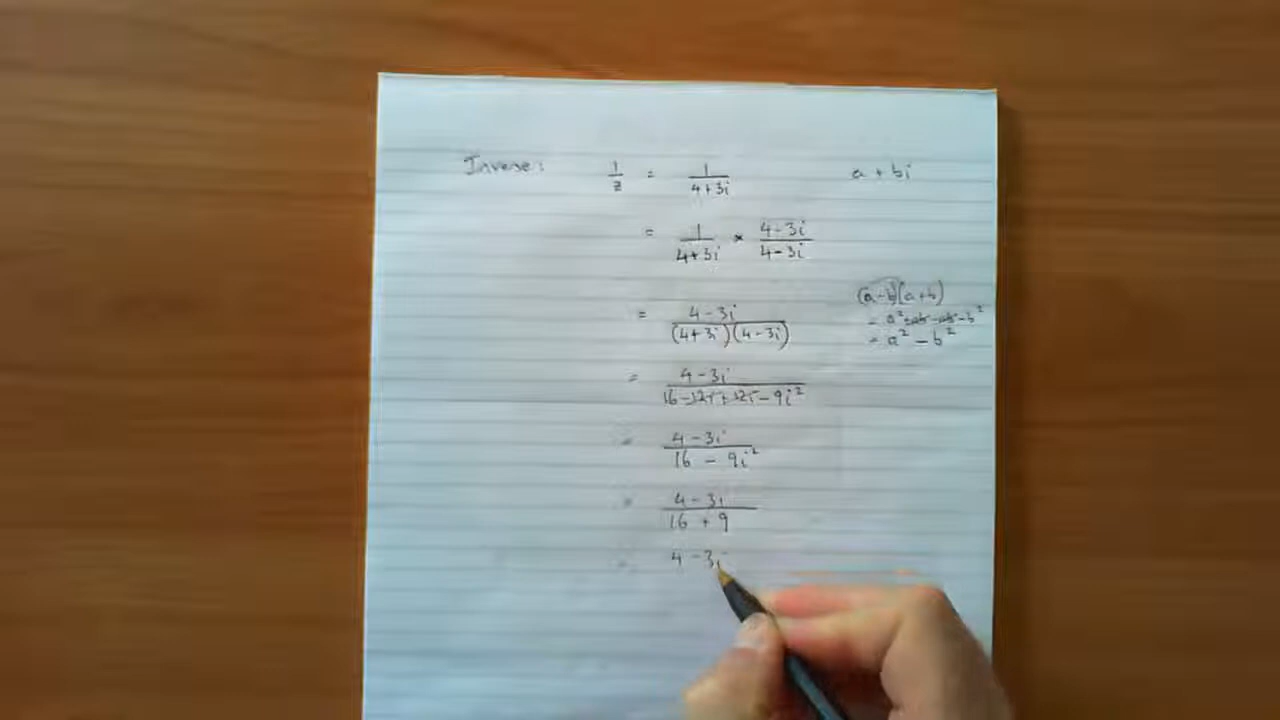 Inverse: 1/z = 1/(4+3i)
a + bi
= 1/(4+3i) × (4-3i)/(4-3i)
= (4-3i)/((4+3i)(4-3i))
(a-b)(a+b)
= a² +ab -ab - b²
= a² - b²
= (4-3i)/(16-12i+12i-9i²)
= (4-3i)/(16 - 9i²)
= (4-3i)/(16 + 9)
= 4-3i